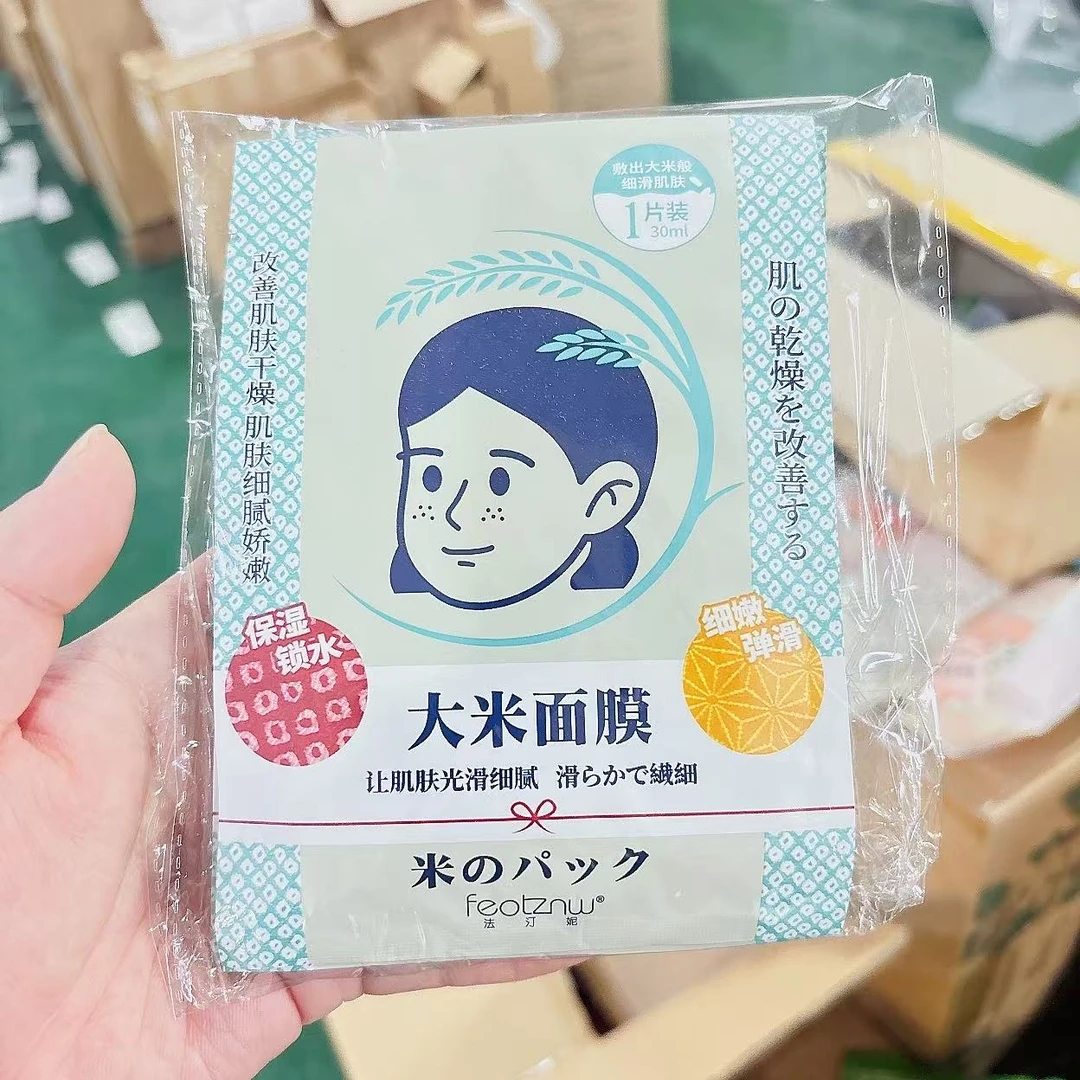 敷出大米般
细滑肌肤
1片装
30ml
改善肌肤干燥 肌肤细腻娇嫩
肌の乾燥を改善する
保湿
锁水
细嫩
弹滑
大米面膜
让肌肤光滑细腻 滑らかで繊細
米のパック
feotznw®
法汀妮